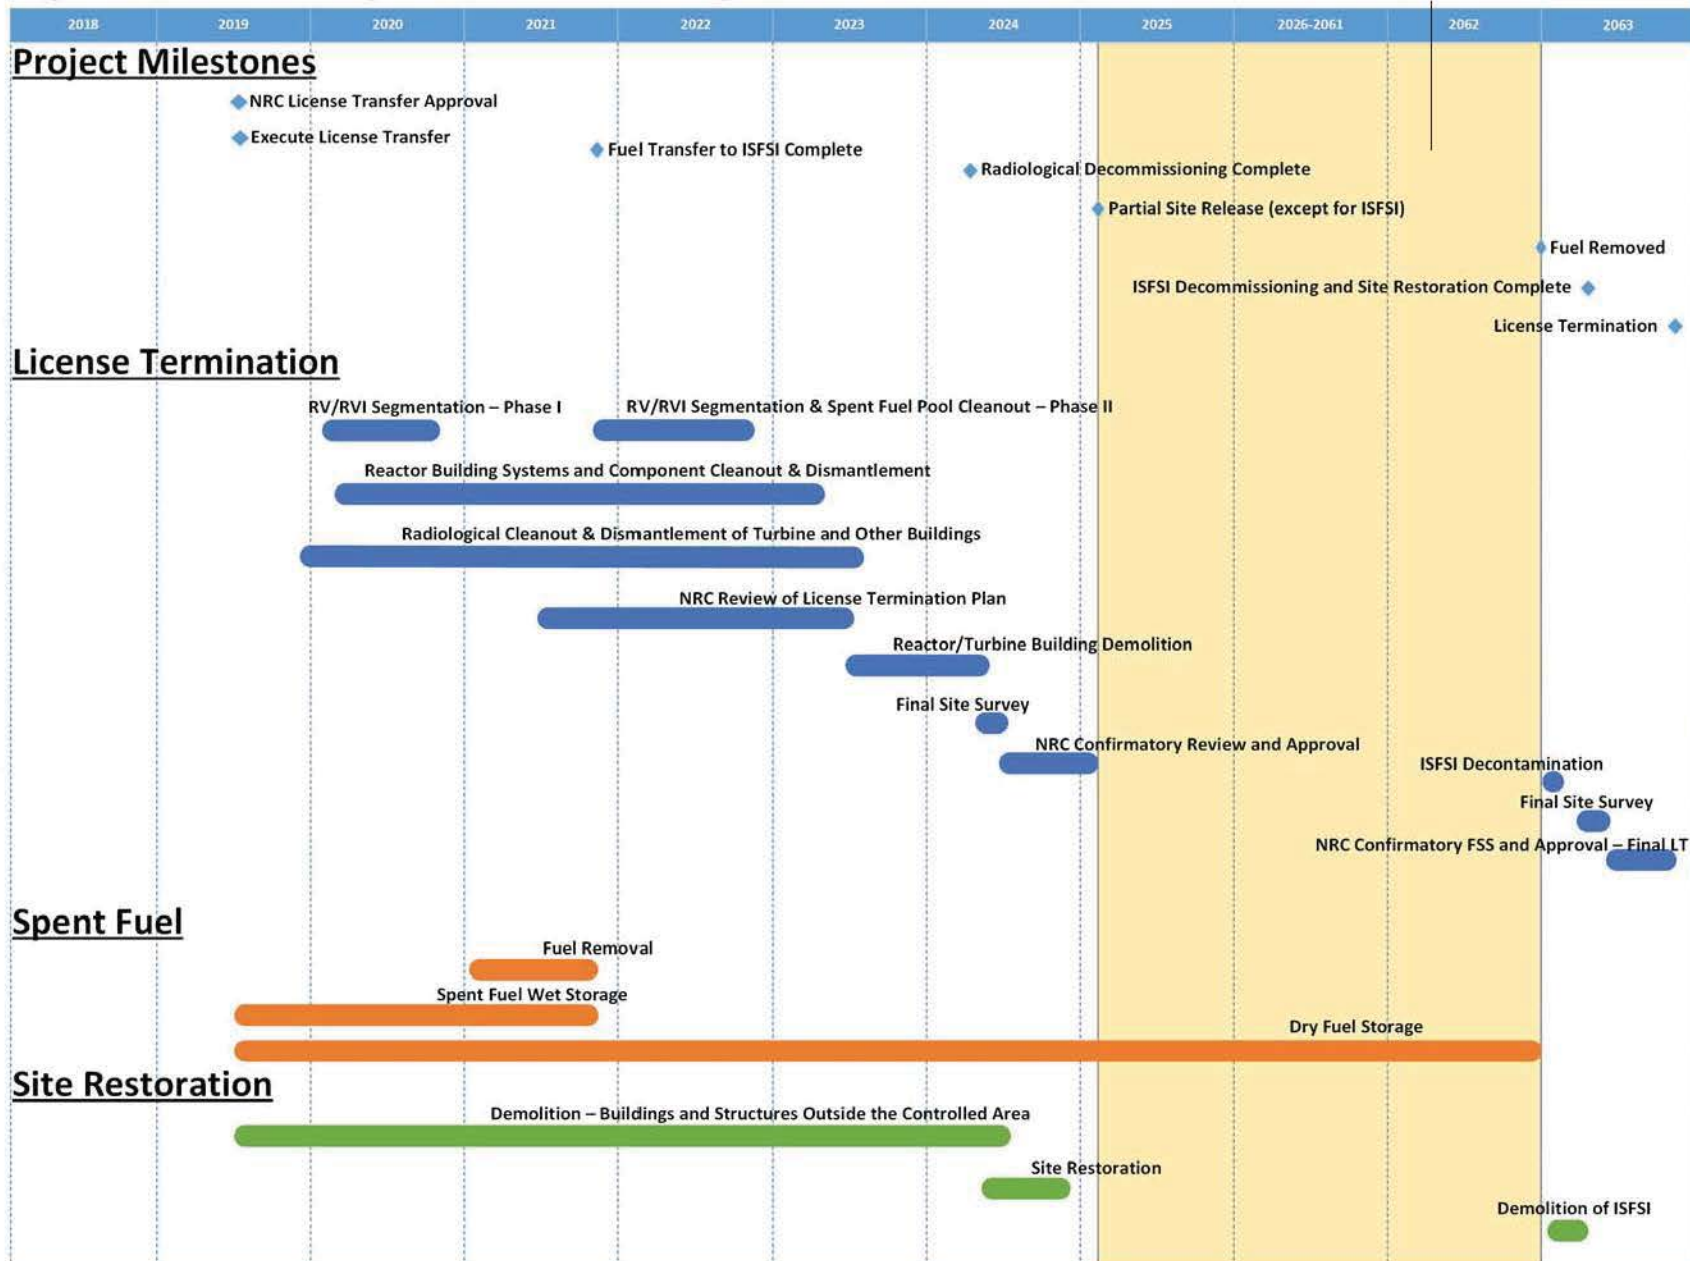 2018 2019 2020 2021 2022 2023 2024 2025 2026-2061 2062 2063
Project Milestones
NRC License Transfer Approval
Execute License Transfer
Fuel Transfer to ISFSI Complete
Radiological Decommissioning Complete
Partial Site Release (except for ISFSI)
Fuel Removed
ISFSI Decommissioning and Site Restoration Complete
License Termination
License Termination
RV/RVI Segmentation – Phase I
RV/RVI Segmentation & Spent Fuel Pool Cleanout – Phase II
Reactor Building Systems and Component Cleanout & Dismantlement
Radiological Cleanout & Dismantlement of Turbine and Other Buildings
NRC Review of License Termination Plan
Reactor/Turbine Building Demolition
Final Site Survey
NRC Confirmatory Review and Approval
ISFSI Decontamination
Final Site Survey
NRC Confirmatory FSS and Approval – Final LT
Spent Fuel
Fuel Removal
Spent Fuel Wet Storage
Dry Fuel Storage
Site Restoration
Demolition – Buildings and Structures Outside the Controlled Area
Site Restoration
Demolition of ISFSI